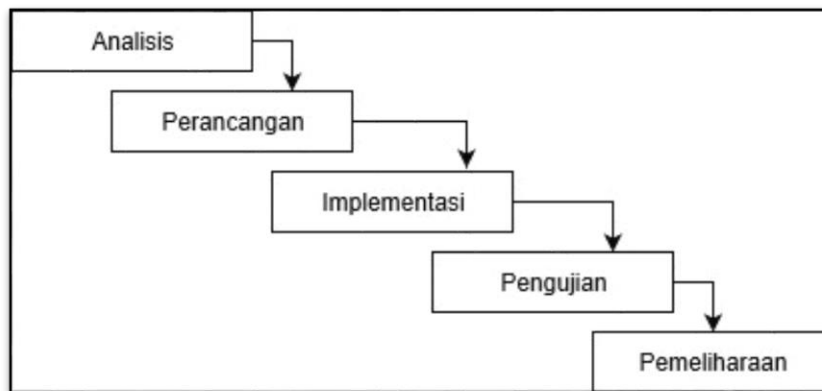 Analisis
Perancangan
Implementasi
Pengujian
Pemeliharaan